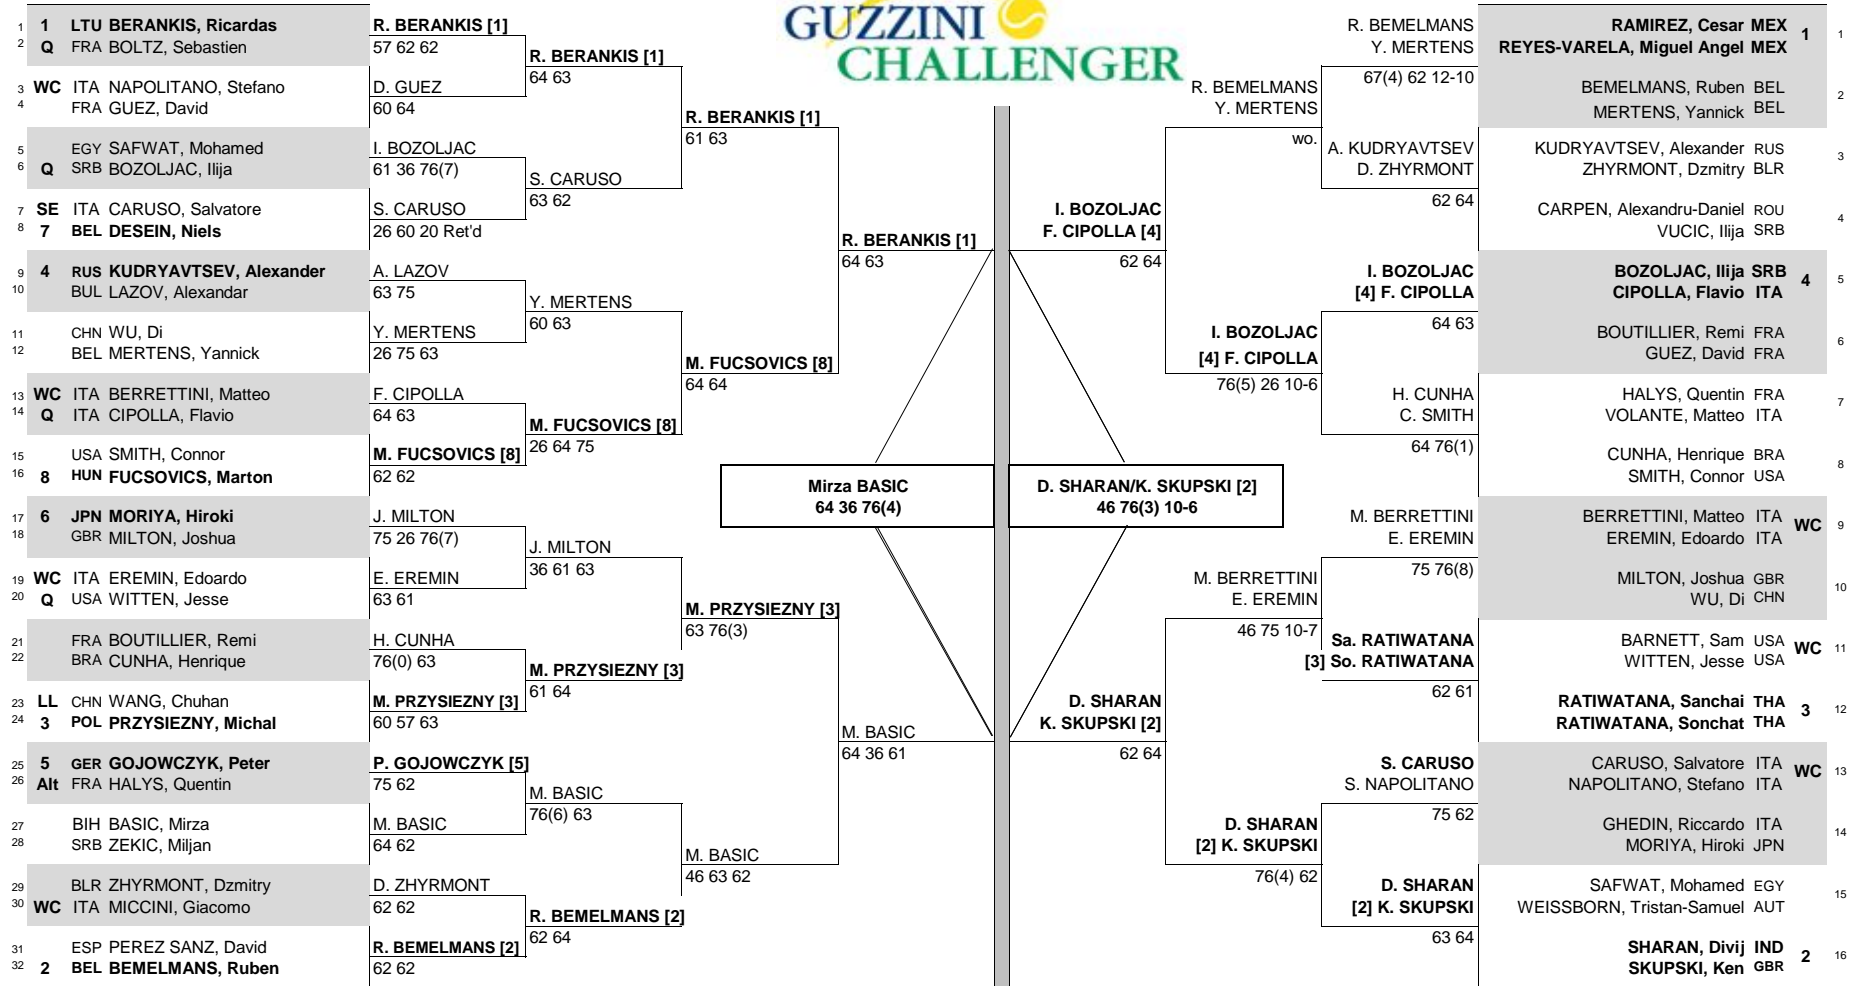 GUZZINI
CHALLENGER
1 1 LTU BERANKIS, Ricardas
2 Q FRA BOLTZ, Sebastien
3 WC ITA NAPOLITANO, Stefano
4 FRA GUEZ, David
5 EGY SAFWAT, Mohamed
6 Q SRB BOZOLJAC, Ilija
7 SE ITA CARUSO, Salvatore
8 7 BEL DESEIN, Niels
9 4 RUS KUDRYAVTSEV, Alexander
10 BUL LAZOV, Alexandar
11 CHN WU, Di
12 BEL MERTENS, Yannick
13 WC ITA BERRETTINI, Matteo
14 Q ITA CIPOLLA, Flavio
15 USA SMITH, Connor
16 8 HUN FUCSOVICS, Marton
17 6 JPN MORIYA, Hiroki
18 GBR MILTON, Joshua
19 WC ITA EREMIN, Edoardo
20 Q USA WITTEN, Jesse
21 FRA BOUTILLIER, Remi
22 BRA CUNHA, Henrique
23 LL CHN WANG, Chuhan
24 3 POL PRZYSIEZNY, Michal
25 5 GER GOJOWCZYK, Peter
26 Alt FRA HALYS, Quentin
27 BIH BASIC, Mirza
28 SRB ZEKIC, Miljan
29 BLR ZHYRMONT, Dzmitry
30 WC ITA MICCINI, Giacomo
31 ESP PEREZ SANZ, David
32 2 BEL BEMELMANS, Ruben
R. BERANKIS [1]
57 62 62
D. GUEZ
60 64
I. BOZOLJAC
61 36 76(7)
S. CARUSO
26 60 20 Ret'd
A. LAZOV
63 75
Y. MERTENS
26 75 63
F. CIPOLLA
64 63
M. FUCSOVICS [8]
62 62
J. MILTON
75 26 76(7)
E. EREMIN
63 61
H. CUNHA
76(0) 63
M. PRZYSIEZNY [3]
60 57 63
P. GOJOWCZYK [5]
75 62
M. BASIC
64 62
D. ZHYRMONT
62 62
R. BEMELMANS [2]
62 62
R. BERANKIS [1]
64 63
S. CARUSO
63 62
Y. MERTENS
60 63
M. FUCSOVICS [8]
26 64 75
J. MILTON
36 61 63
M. PRZYSIEZNY [3]
61 64
M. BASIC
76(6) 63
R. BEMELMANS [2]
62 64
R. BERANKIS [1]
61 63
M. FUCSOVICS [8]
64 64
M. PRZYSIEZNY [3]
63 76(3)
M. BASIC
46 63 62
R. BERANKIS [1]
64 63
M. BASIC
64 36 61
Mirza BASIC
64 36 76(4)
D. SHARAN/K. SKUPSKI [2]
46 76(3) 10-6
I. BOZOLJAC
F. CIPOLLA [4]
62 64
D. SHARAN
K. SKUPSKI [2]
62 64
R. BEMELMANS
Y. MERTENS
wo.
I. BOZOLJAC
[4] F. CIPOLLA
76(5) 26 10-6
M. BERRETTINI
E. EREMIN
46 75 10-7
D. SHARAN
[2] K. SKUPSKI
76(4) 62
R. BEMELMANS
Y. MERTENS
67(4) 62 12-10
A. KUDRYAVTSEV
D. ZHYRMONT
62 64
I. BOZOLJAC
[4] F. CIPOLLA
64 63
H. CUNHA
C. SMITH
64 76(1)
M. BERRETTINI
E. EREMIN
75 76(8)
Sa. RATIWATANA
[3] So. RATIWATANA
62 61
S. CARUSO
S. NAPOLITANO
75 62
D. SHARAN
[2] K. SKUPSKI
63 64
RAMIREZ, Cesar MEX
REYES-VARELA, Miguel Angel MEX 1 1
BEMELMANS, Ruben BEL
MERTENS, Yannick BEL 2
KUDRYAVTSEV, Alexander RUS
ZHYRMONT, Dzmitry BLR 3
CARPEN, Alexandru-Daniel ROU
VUCIC, Ilija SRB 4
BOZOLJAC, Ilija SRB
CIPOLLA, Flavio ITA 4 5
BOUTILLIER, Remi FRA
GUEZ, David FRA 6
HALYS, Quentin FRA
VOLANTE, Matteo ITA 7
CUNHA, Henrique BRA
SMITH, Connor USA 8
BERRETTINI, Matteo ITA
EREMIN, Edoardo ITA WC 9
MILTON, Joshua GBR
WU, Di CHN 10
BARNETT, Sam USA
WITTEN, Jesse USA WC 11
RATIWATANA, Sanchai THA
RATIWATANA, Sonchat THA 3 12
CARUSO, Salvatore ITA
NAPOLITANO, Stefano ITA WC 13
GHEDIN, Riccardo ITA
MORIYA, Hiroki JPN 14
SAFWAT, Mohamed EGY
WEISSBORN, Tristan-Samuel AUT 15
SHARAN, Divij IND
SKUPSKI, Ken GBR 2 16